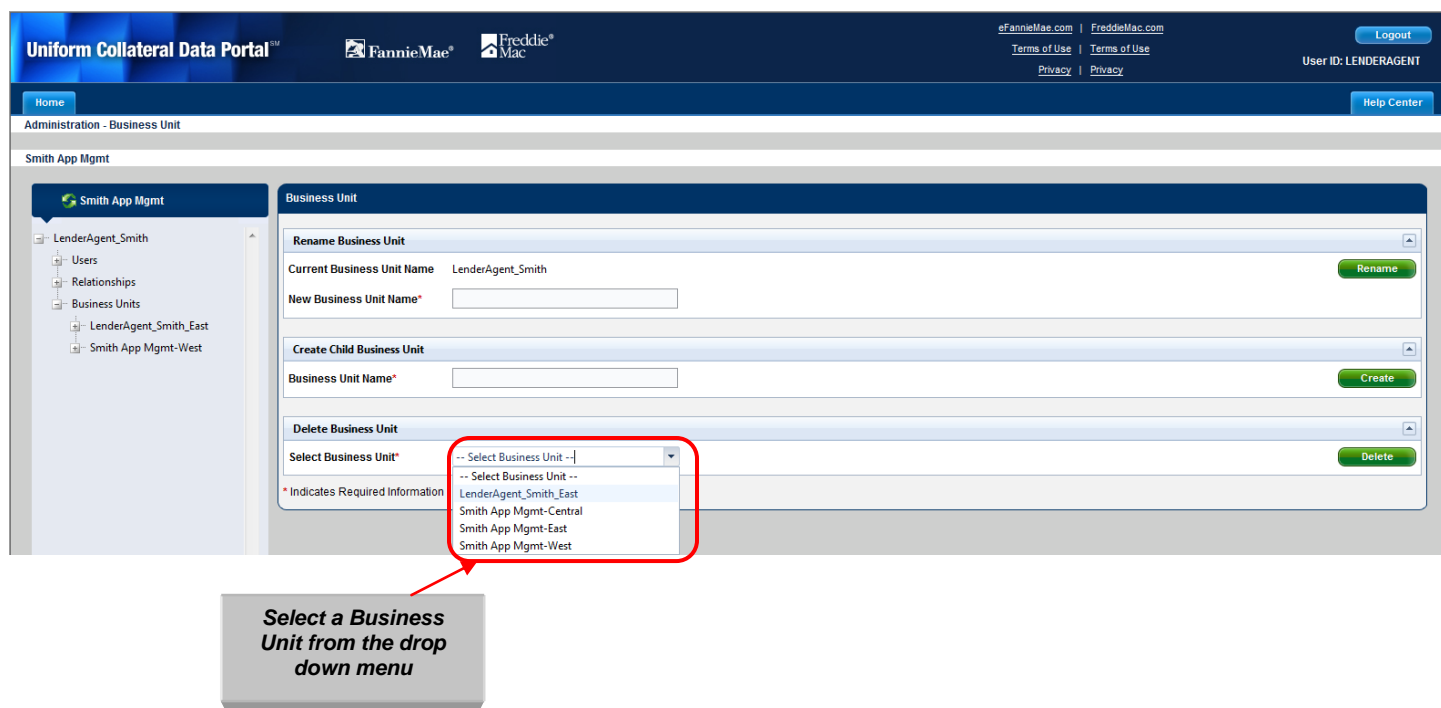 Uniform Collateral Data Portal℠
FannieMae®
Freddie®
Mac
eFannieMae.com | FreddieMac.com
Terms of Use | Terms of Use
Privacy | Privacy
Logout
User ID: LENDERAGENT
Home
Help Center
Administration - Business Unit
Smith App Mgmt
Smith App Mgmt
LenderAgent_Smith
Users
Relationships
Business Units
LenderAgent_Smith_East
Smith App Mgmt-West
Business Unit
Rename Business Unit
Current Business Unit Name LenderAgent_Smith
Rename
New Business Unit Name*
Create Child Business Unit
Business Unit Name*
Create
Delete Business Unit
Select Business Unit* -- Select Business Unit --
Delete
-- Select Business Unit --
LenderAgent_Smith_East
Smith App Mgmt-Central
Smith App Mgmt-East
Smith App Mgmt-West
* Indicates Required Information
Select a Business
Unit from the drop
down menu